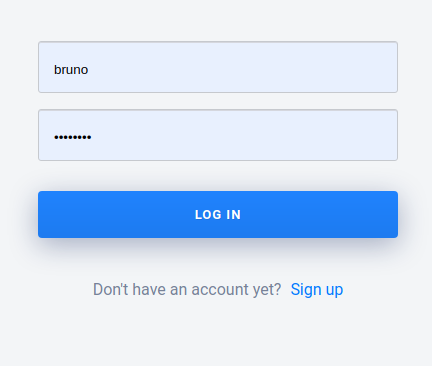 bruno
••••••••
LOG IN
Don't have an account yet? Sign up